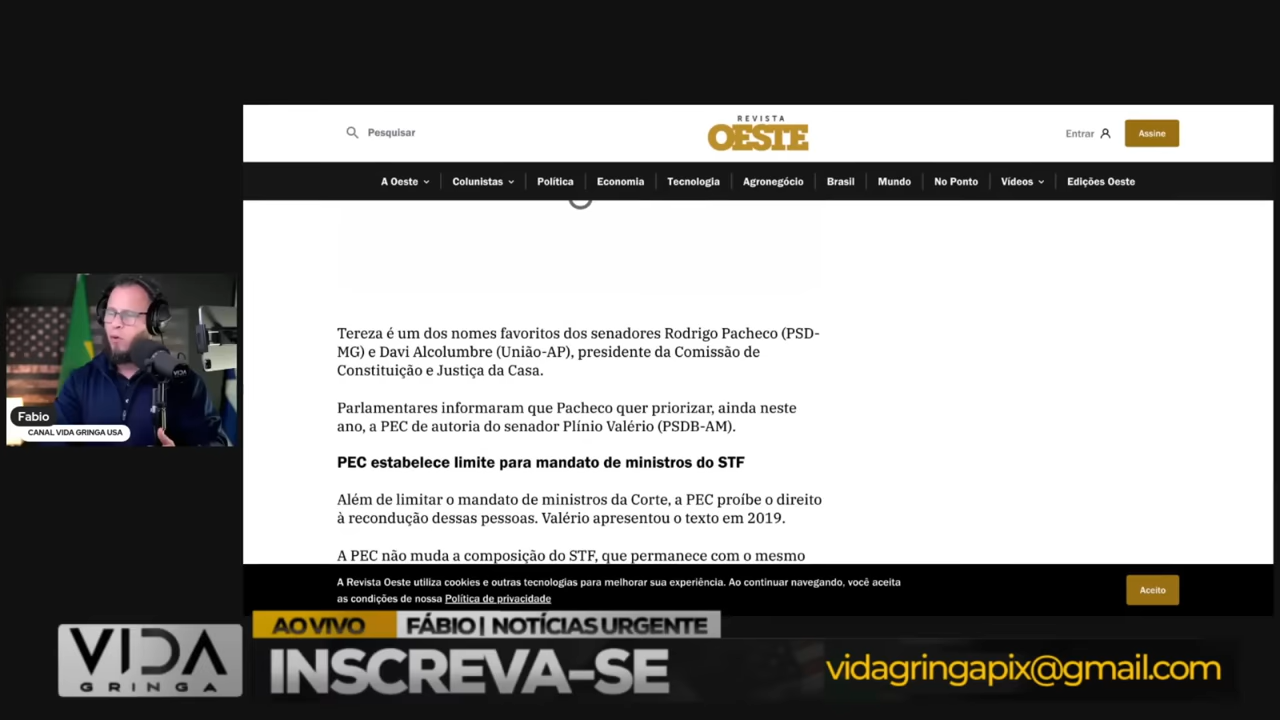 Pesquisar
REVISTA
OESTE
Entrar
Assine
A Oeste
Colunistas
Política
Economia
Tecnologia
Agronegócio
Brasil
Mundo
No Ponto
Vídeos
Edições Oeste
Tereza é um dos nomes favoritos dos senadores Rodrigo Pacheco (PSD-
MG) e Davi Alcolumbre (União-AP), presidente da Comissão de
Constituição e Justiça da Casa.
Parlamentares informaram que Pacheco quer priorizar, ainda neste
ano, a PEC de autoria do senador Plínio Valério (PSDB-AM).
PEC estabelece limite para mandato de ministros do STF
Além de limitar o mandato de ministros da Corte, a PEC proíbe o direito
à recondução dessas pessoas. Valério apresentou o texto em 2019.
A PEC não muda a composição do STF, que permanece com o mesmo
Fabio
CANAL VIDA GRINGA USA
A Revista Oeste utiliza cookies e outras tecnologias para melhorar sua experiência. Ao continuar navegando, você aceita
as condições de nossa Política de privacidade
Aceito
AO VIVO
FÁBIO | NOTÍCIAS URGENTE
VIDA
GRINGA
INSCREVA-SE
vidagringapix@gmail.com